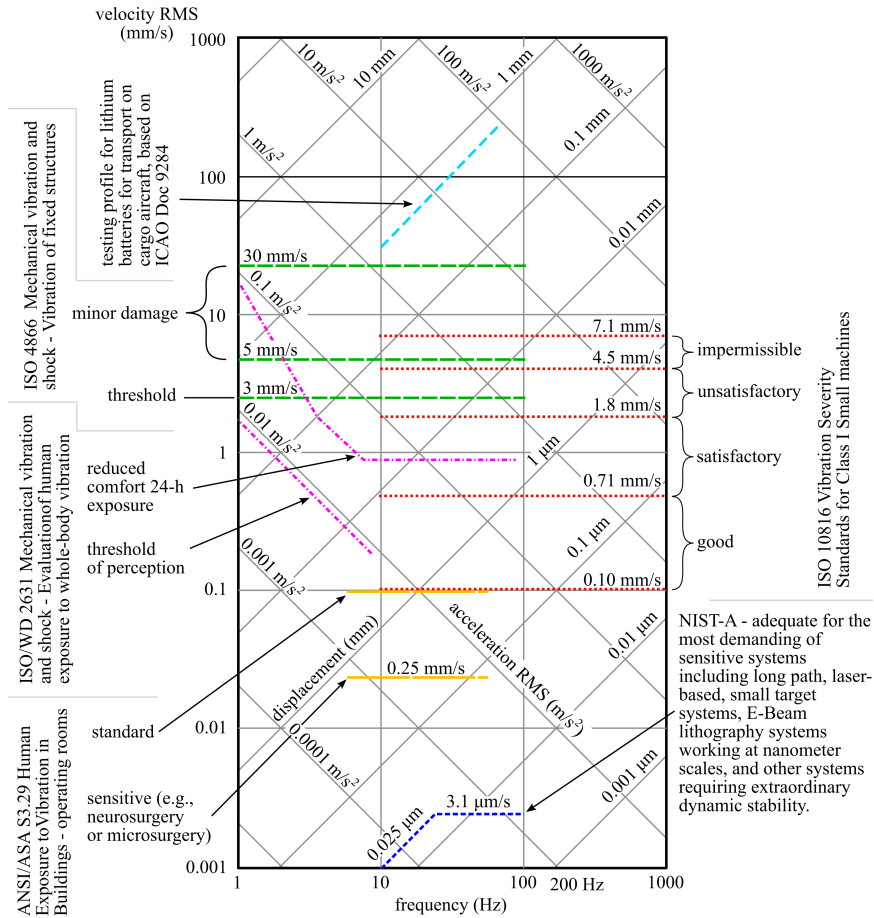 velocity RMS
(mm/s)
1000
100
10
1
0.1
0.01
0.001
1
10
100
200 Hz
1000
frequency (Hz)
10 m/s²
10 mm
100 m/s²
1 mm
1000 m/s²
0.1 mm
1 m/s²
0.01 mm
30 mm/s
0.1 m/s²
7.1 mm/s
5 mm/s
4.5 mm/s
3 mm/s
1.8 mm/s
0.01 m/s²
1 µm
0.71 mm/s
0.1 µm
0.001 m/s²
0.10 mm/s
displacement (mm)
acceleration RMS (m/s²)
0.01 µm
0.25 mm/s
0.0001 m/s²
0.001 µm
3.1 µm/s
0.025 µm
testing profile for lithium
batteries for transport on
cargo aircraft, based on
ICAO Doc 9284
ISO 4866 Mechanical vibration and
shock - Vibration of fixed structures
minor damage
threshold
ISO/WD 2631 Mechanical vibration
and shock - Evaluationof human
exposure to whole-body vibration
reduced
comfort 24-h
exposure
threshold
of perception
ANSI/ASA S3.29 Human
Exposure to Vibration in
Buildings - operating rooms
standard
sensitive (e.g.,
neurosurgery
or microsurgery)
impermissible
unsatisfactory
satisfactory
good
ISO 10816 Vibration Severity
Standards for Class I Small machines
NIST-A - adequate for the
most demanding of
sensitive systems
including long path, laser-
based, small target
systems, E-Beam
lithography systems
working at nanometer
scales, and other systems
requiring extraordinary
dynamic stability.